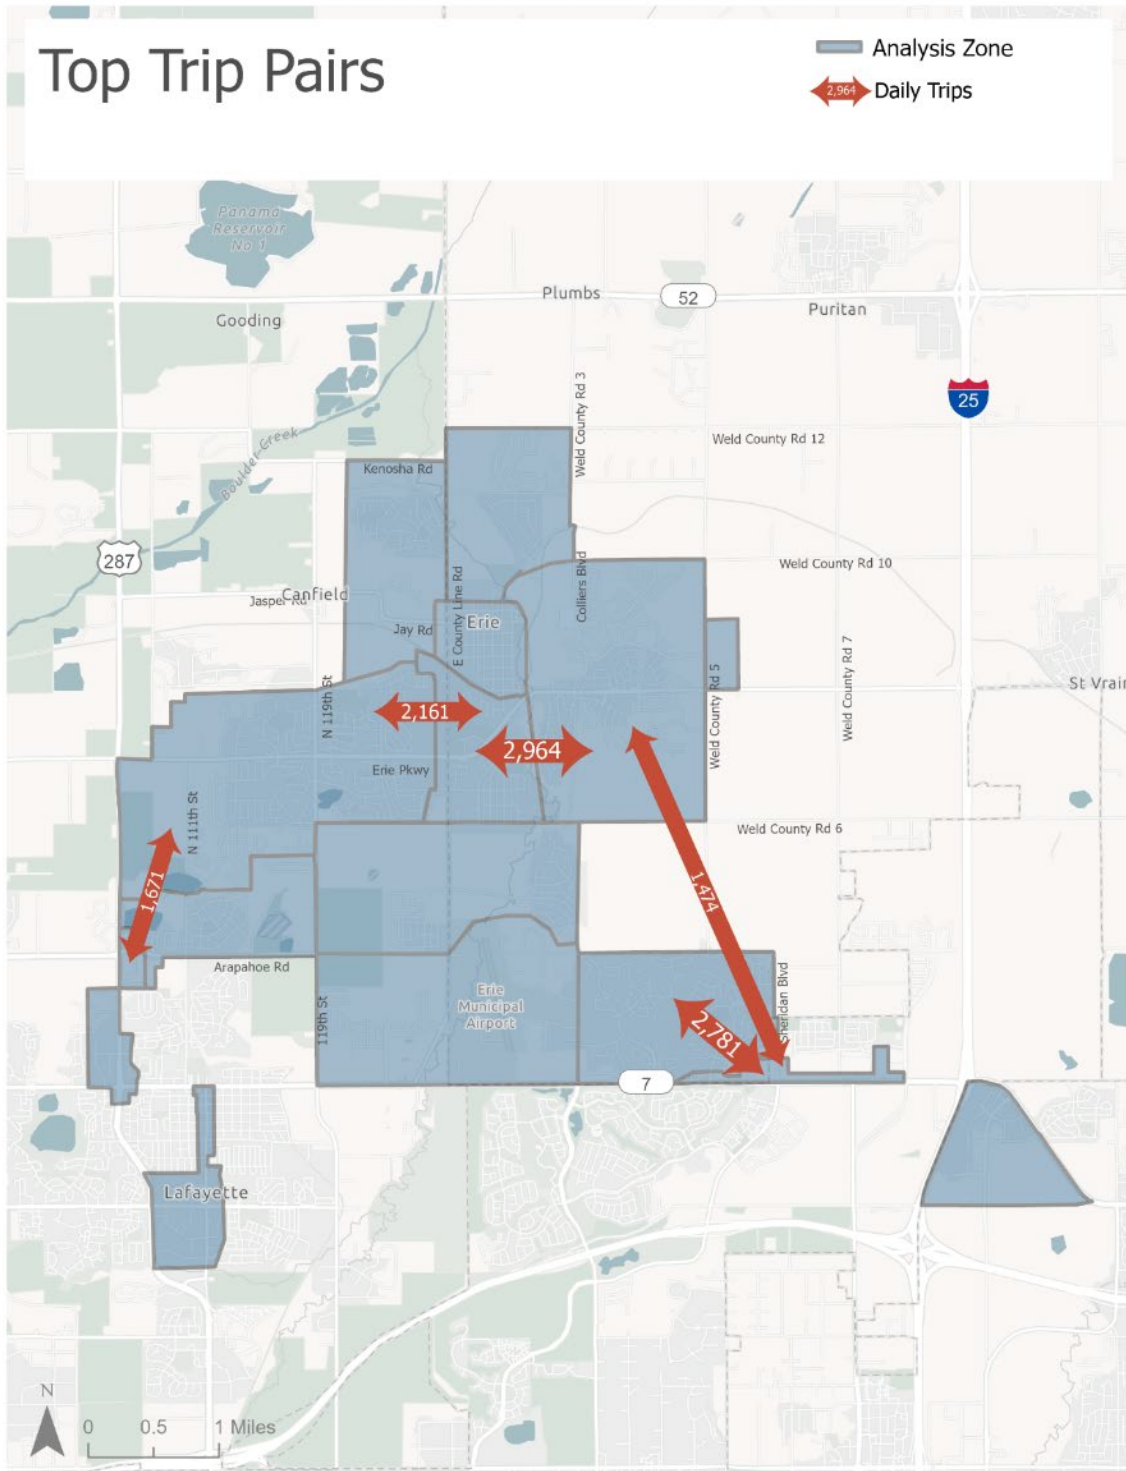 Top Trip Pairs
Analysis Zone
2,964
Daily Trips
Panama
Reservoir
No 1
Plumbs
52
Puritan
Gooding
25
Weld County Rd 3
Weld County Rd 12
Boulder Creek
Kenosha Rd
287
Weld County Rd 10
Canfield
Jasper Rd
Colliers Blvd
E County Line Rd
Erie
Jay Rd
Weld County Rd 7
Weld County Rd 5
St Vrain
N 119th St
2,161
2,964
Erie Pkwy
N 111th St
Weld County Rd 6
1,671
1,474
Arapahoe Rd
Erie
Municipal
Airport
119th St
Sheridan Blvd
2,781
7
Lafayette
N
0 0.5 1 Miles